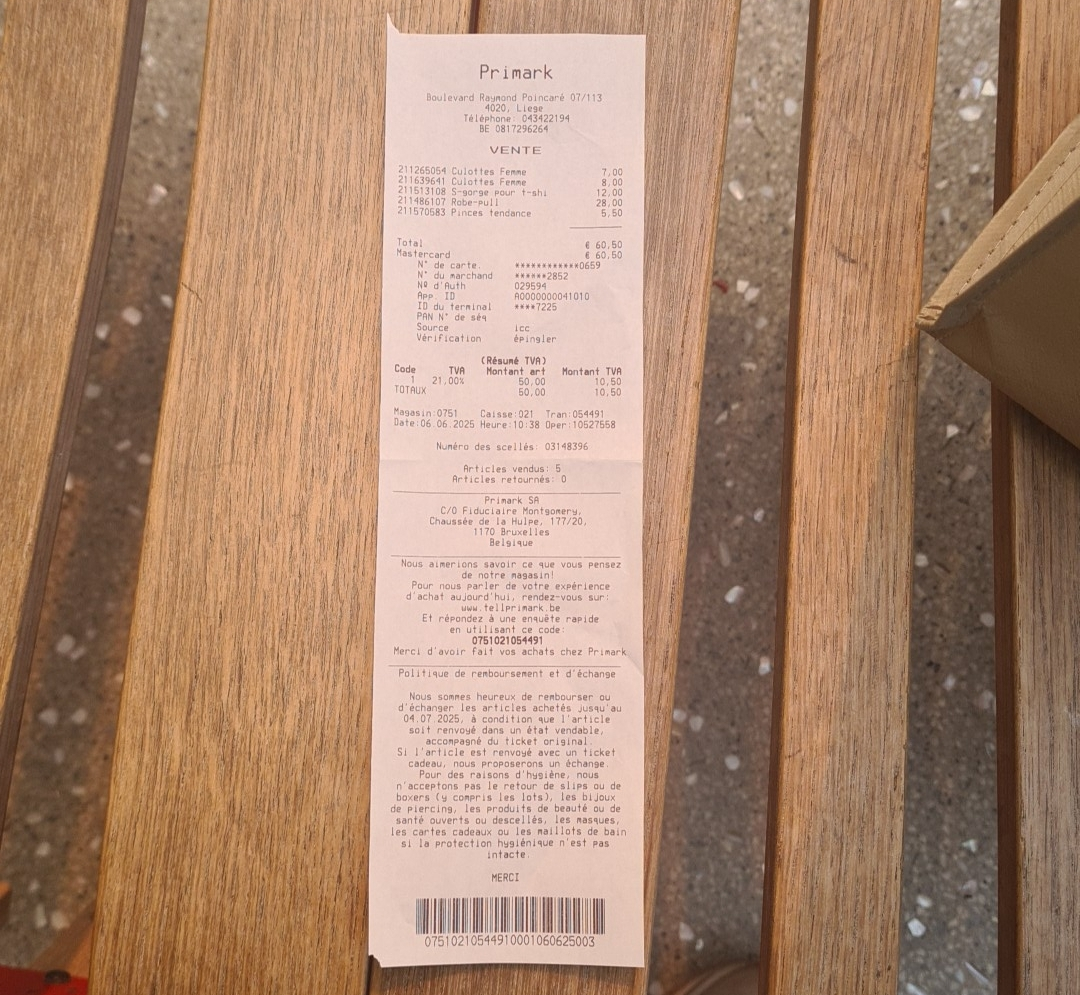 Primark
Boulevard Raymond Poincaré 07/113
4020, Liege
Téléphone: 043422194
BE 0817296264
VENTE
211265054 Culottes Femme 7,00
211639641 Culottes Femme 8,00
211513108 S-gorge pour t-shi 12,00
211486107 Robe-pull 28,00
211570583 Pinces tendance 5,50
Total € 60,50
Mastercard € 60,50
N° de carte. ************0659
N° du marchand ******2852
Nº d'Auth 029594
App. ID A0000000041010
ID du terminal ****7225
PAN N° de séq
Source icc
Vérification épingler
(Résumé TVA)
Code TVA Montant art Montant TVA
1 21,00% 50,00 10,50
TOTAUX 50,00 10,50
Magasin:0751 Caisse:021 Tran:054491
Date:06.06.2025 Heure:10:38 Oper:10527558
Numéro des scellés: 03148396
Articles vendus: 5
Articles retournés: 0
Primark SA
C/O Fiduciaire Montgomery,
Chaussée de la Hulpe, 177/20,
1170 Bruxelles
Belgique
Nous aimerions savoir ce que vous pensez
de notre magasin!
Pour nous parler de votre expérience
d'achat aujourd'hui, rendez-vous sur:
www.tellprimark.be
Et répondez à une enquête rapide
en utilisant ce code:
0751021054491
Merci d'avoir fait vos achats chez Primark
Politique de remboursement et d'échange
Nous sommes heureux de rembourser ou
d'échanger les articles achetés jusqu'au
04.07.2025, à condition que l'article
soit renvoyé dans un état vendable,
accompagné du ticket original.
Si l'article est renvoyé avec un ticket
cadeau, nous proposerons un échange.
Pour des raisons d'hygiène, nous
n'acceptons pas le retour de slips ou de
boxers (y compris les lots), les bijoux
de piercing, les produits de beauté ou de
santé ouverts ou descellés, les masques,
les cartes cadeaux ou les maillots de bain
si la protection hygiénique n'est pas
intacte.
MERCI
07510210544910001060625003